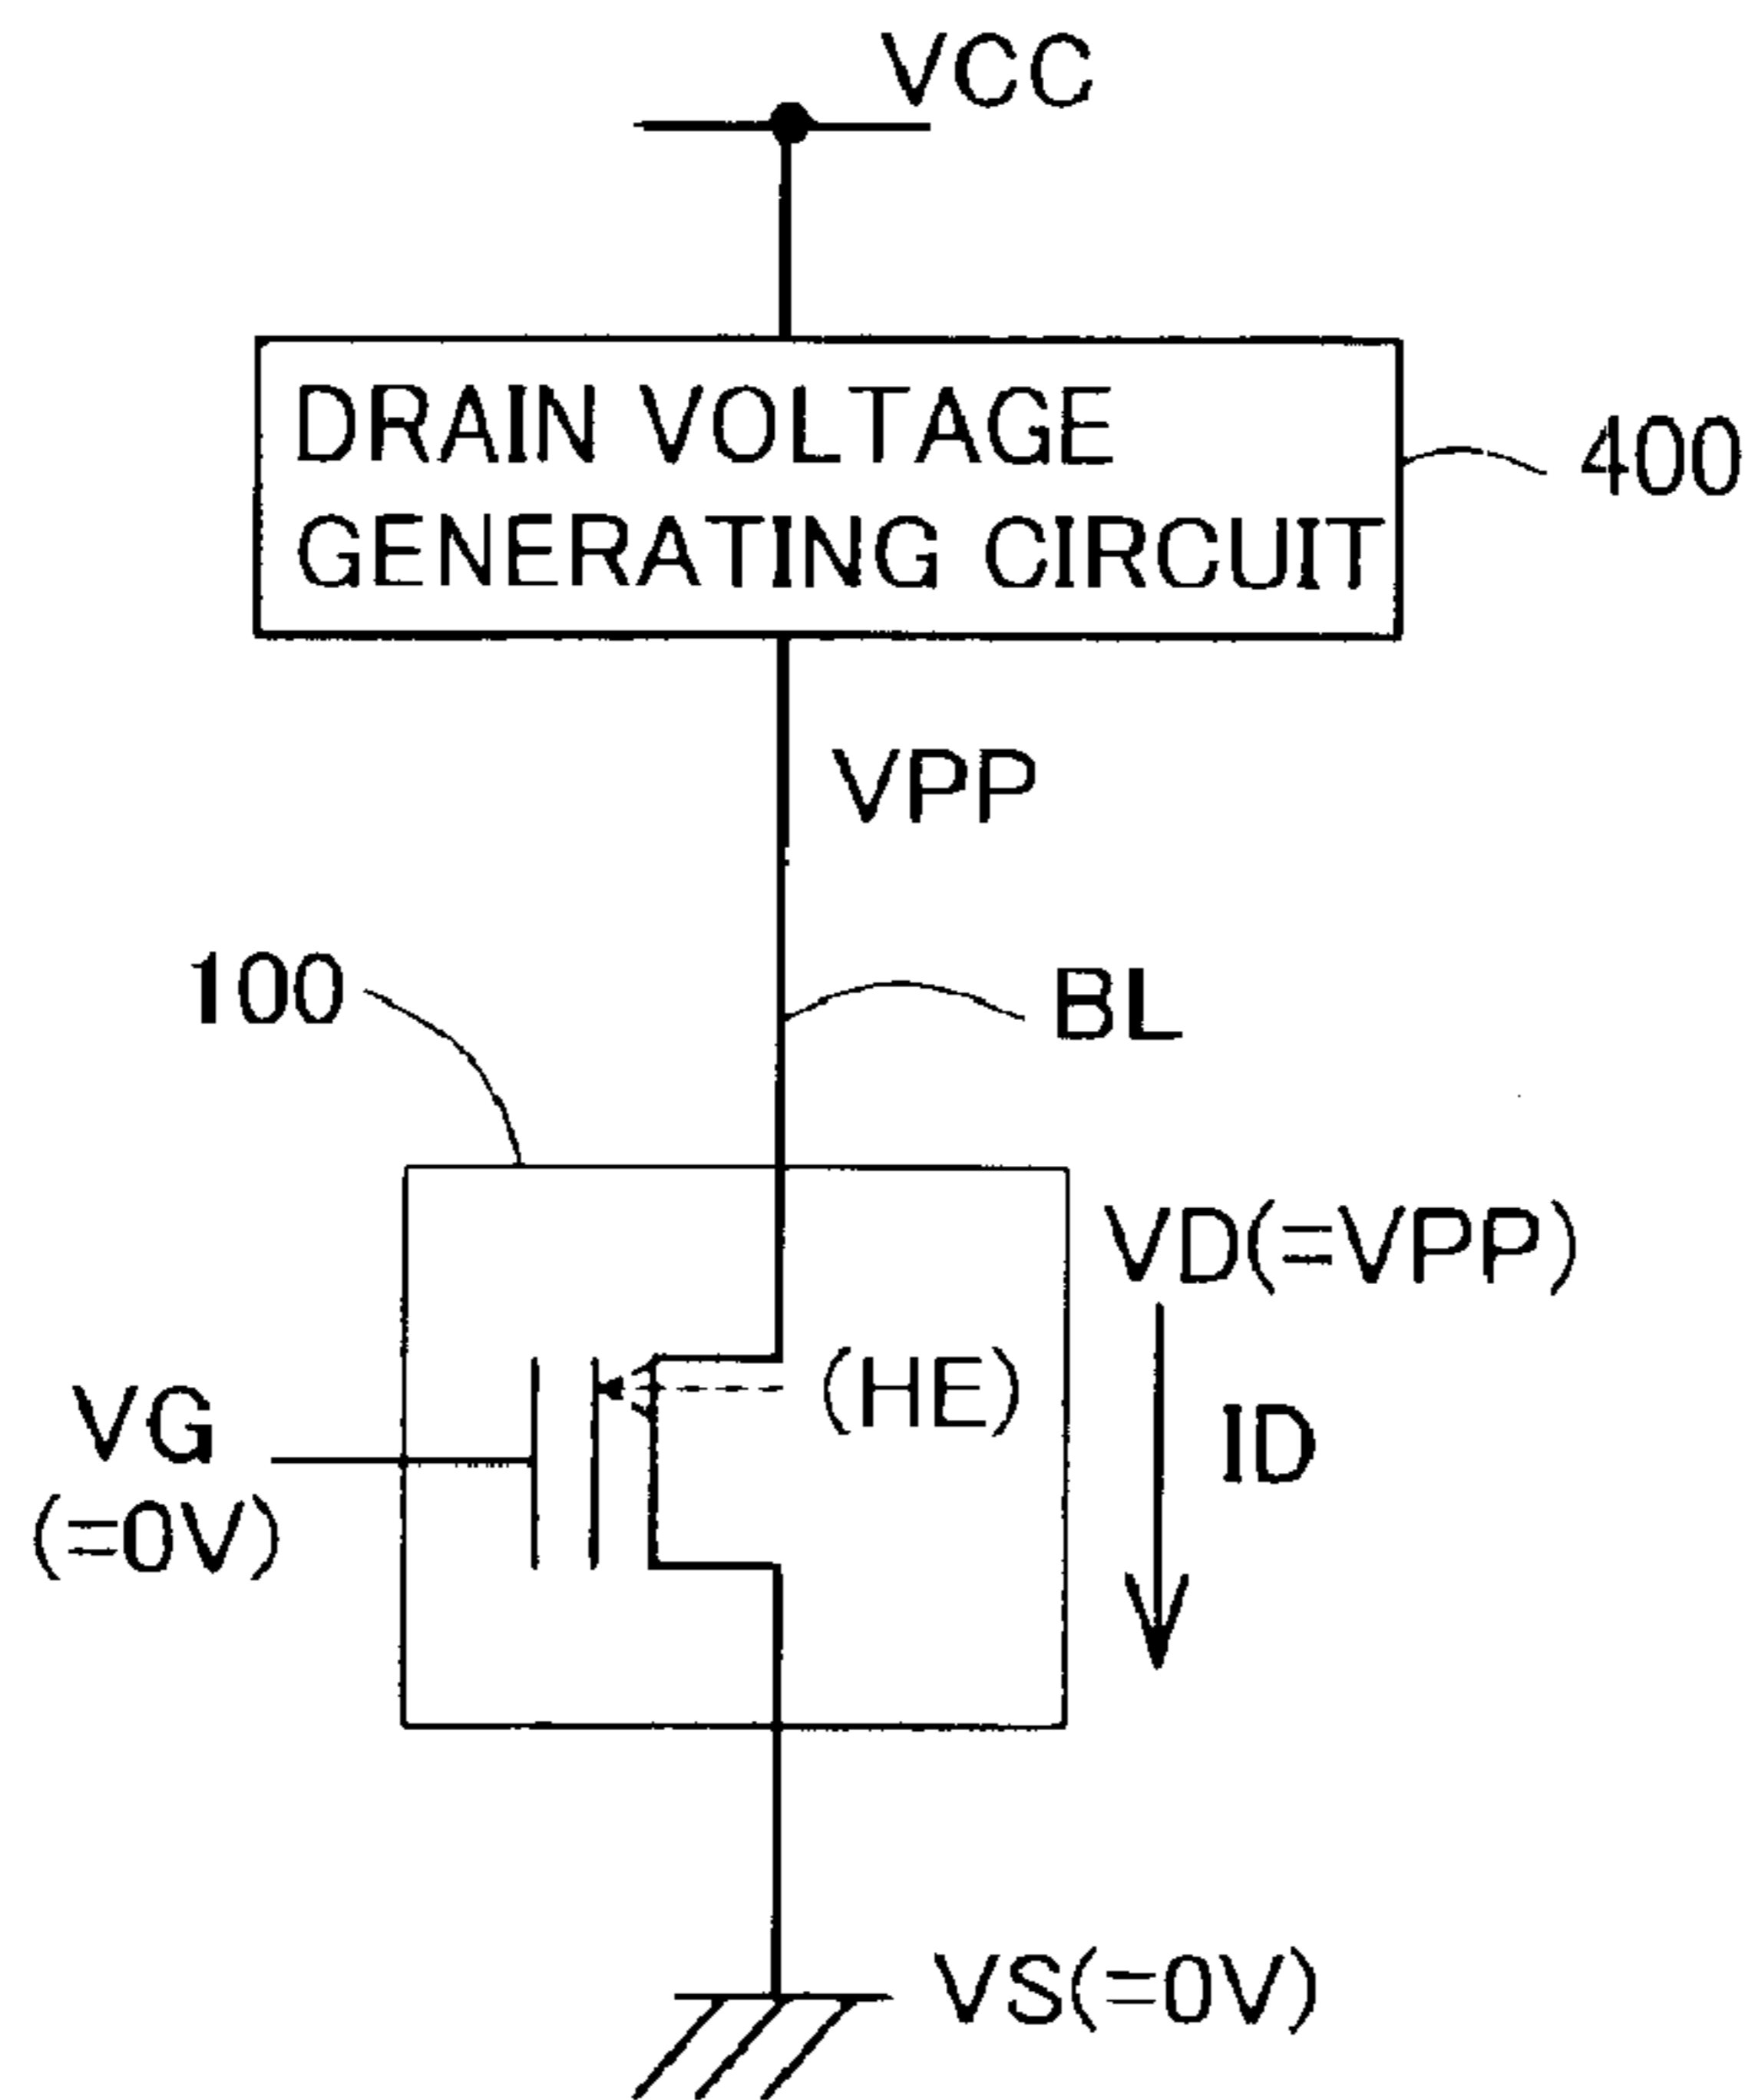 VCC
DRAIN VOLTAGE
GENERATING CIRCUIT
400
VPP
100
BL
VD(=VPP)
(HE)
VG
(=0V)
ID
VS(=0V)